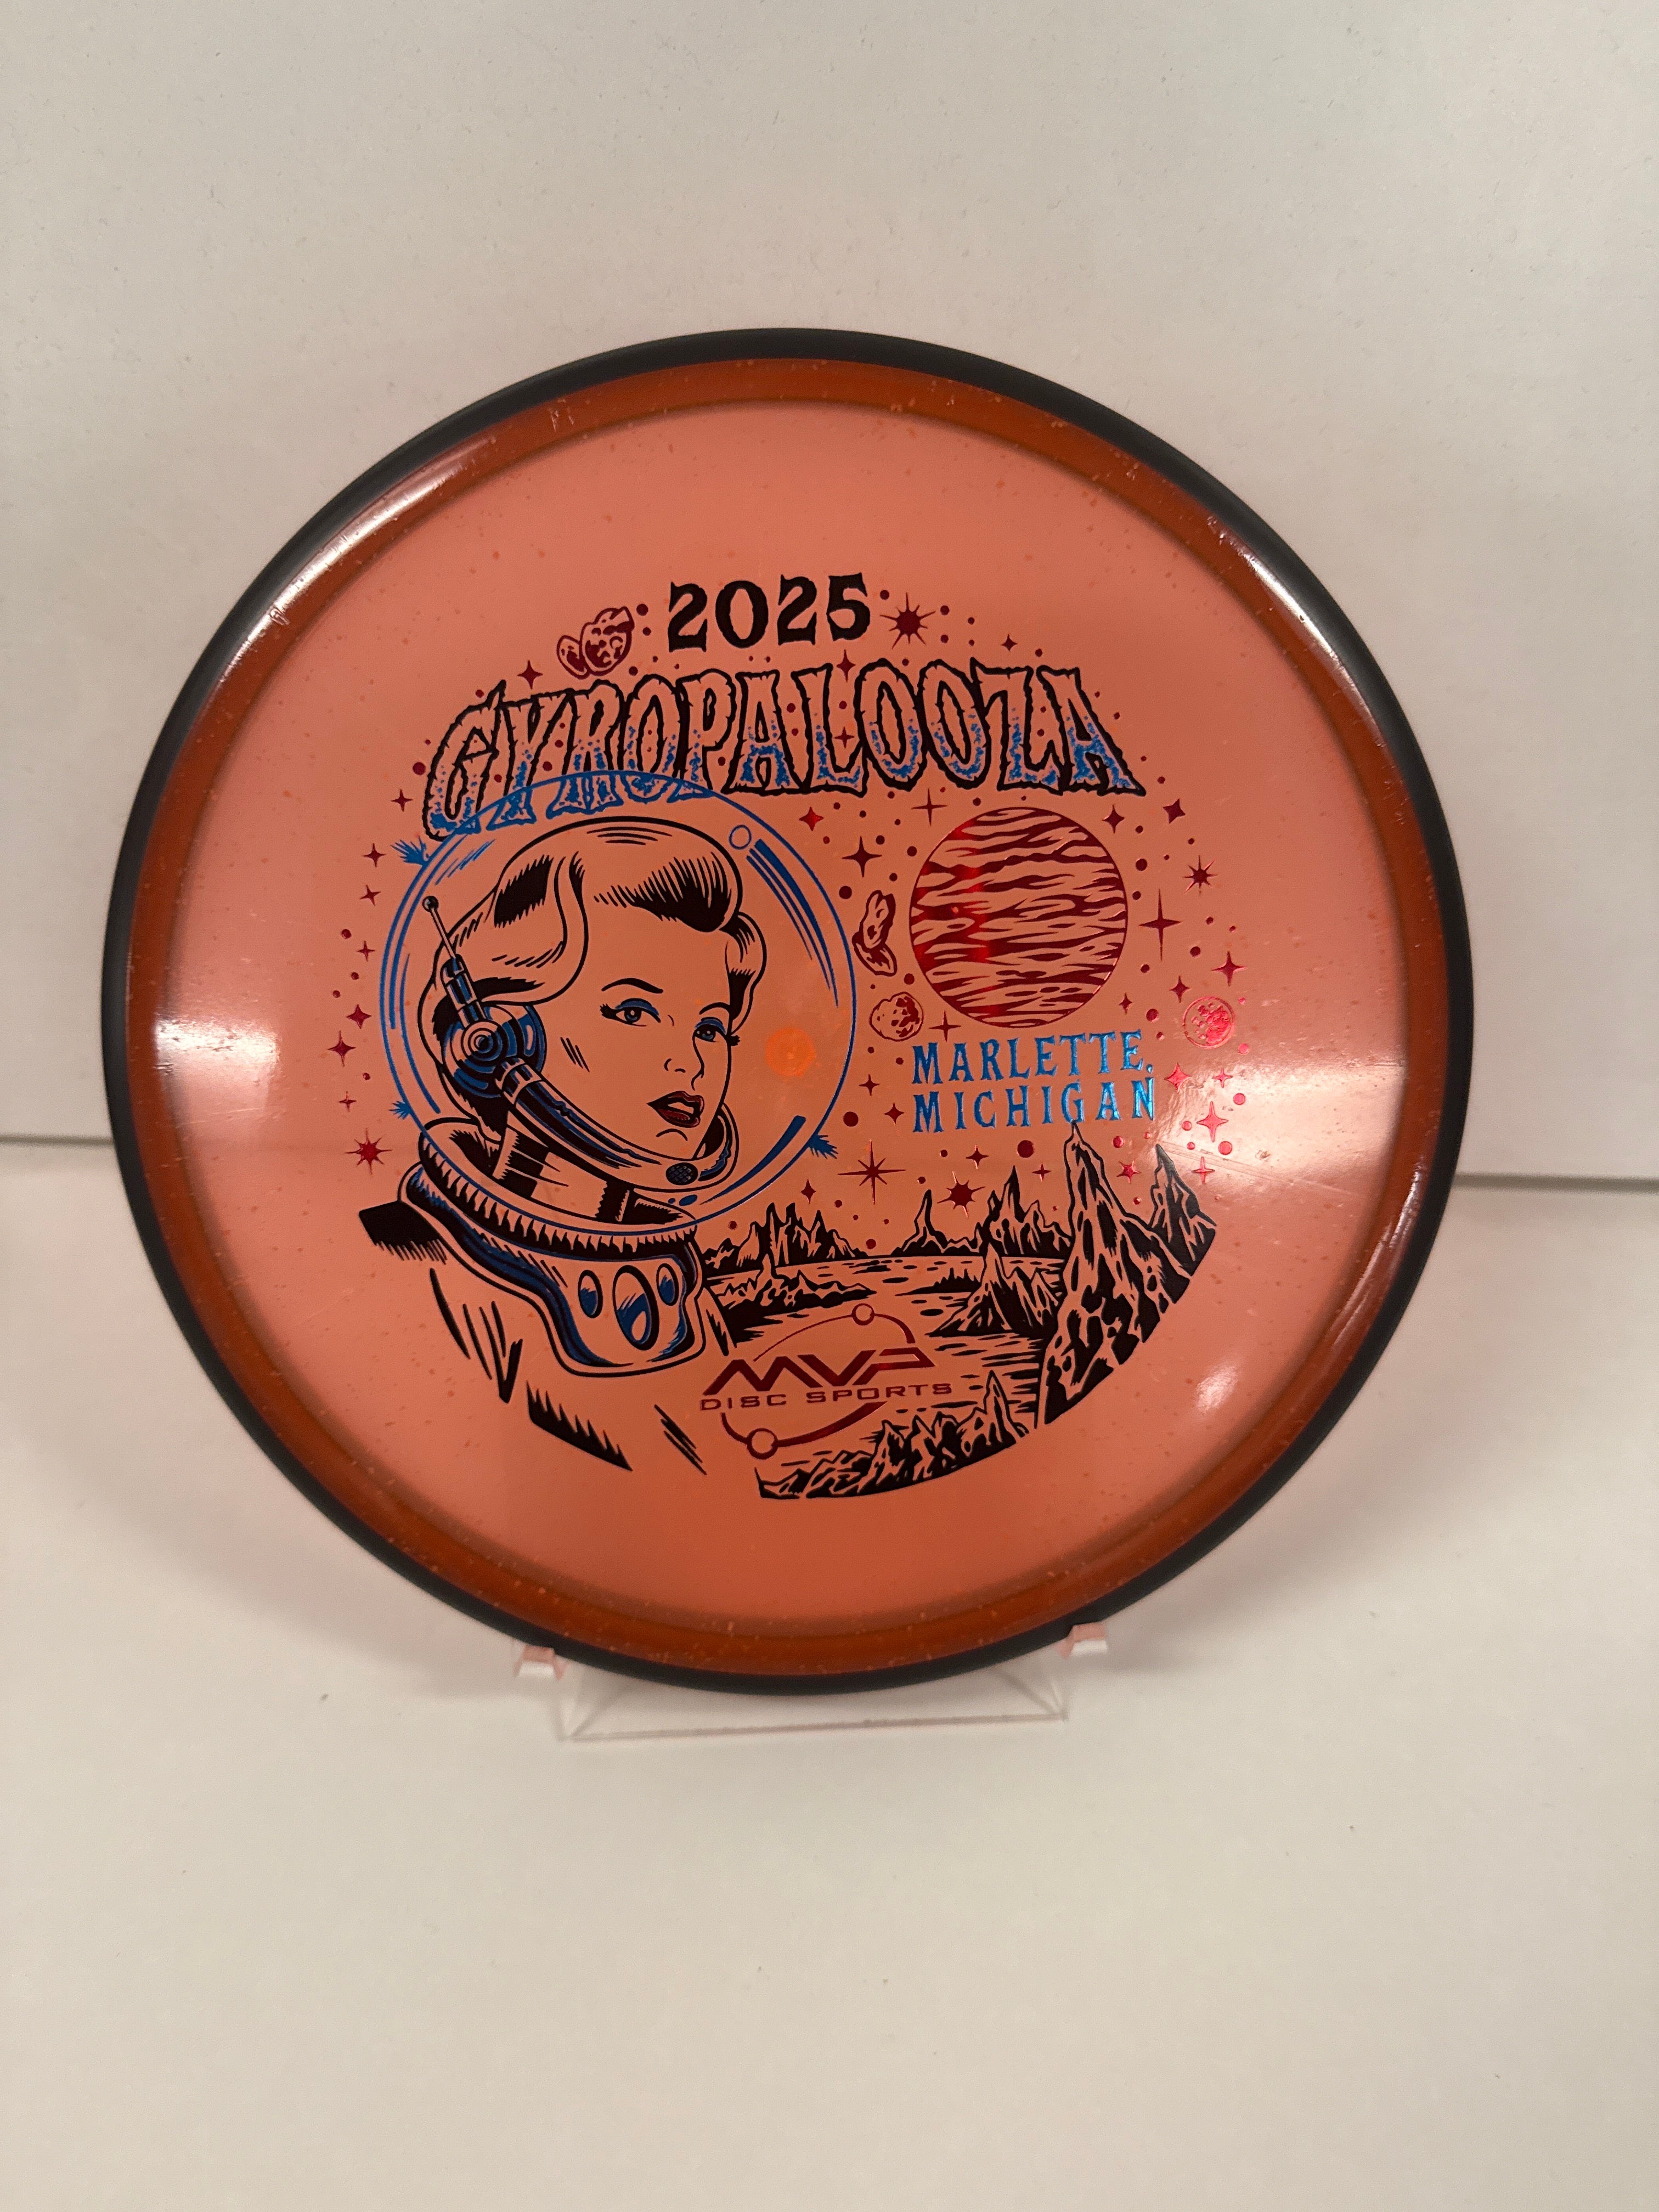 2025
GYROPALOOZA
MARLETTE,
MICHIGAN
MVP
DISC SPORTS